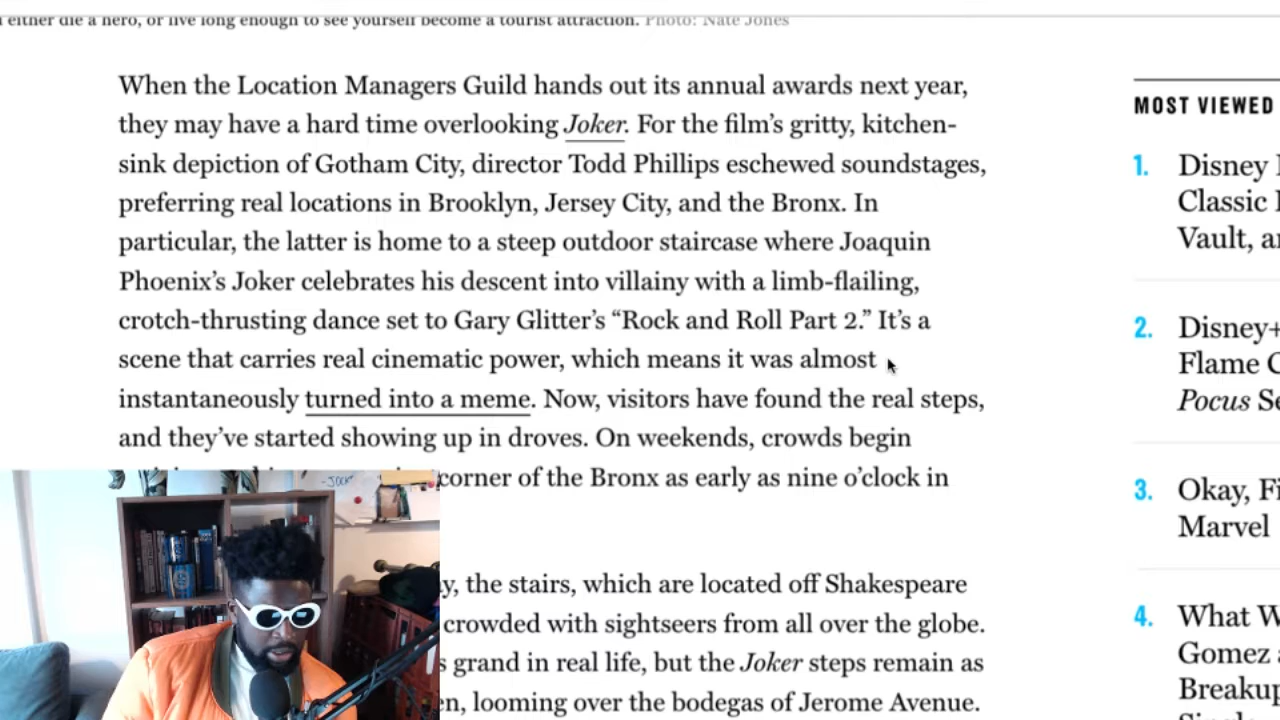 either die a hero, or live long enough to see yourself become a tourist attraction. Photo: Nate Jones
When the Location Managers Guild hands out its annual awards next year,
they may have a hard time overlooking Joker. For the film's gritty, kitchen-
sink depiction of Gotham City, director Todd Phillips eschewed soundstages,
preferring real locations in Brooklyn, Jersey City, and the Bronx. In
particular, the latter is home to a steep outdoor staircase where Joaquin
Phoenix's Joker celebrates his descent into villainy with a limb-flailing,
crotch-thrusting dance set to Gary Glitter's “Rock and Roll Part 2.” It's a
scene that carries real cinematic power, which means it was almost
instantaneously turned into a meme. Now, visitors have found the real steps,
and they've started showing up in droves. On weekends, crowds begin
corner of the Bronx as early as nine o'clock in
the stairs, which are located off Shakespeare
crowded with sightseers from all over the globe.
grand in real life, but the Joker steps remain as
looming over the bodegas of Jerome Avenue.
MOST VIEWED
1. Disney
Classic
Vault,
2. Disney+
Flame
Pocus
3. Okay,
Marvel
4. What
Gomez
Breakup